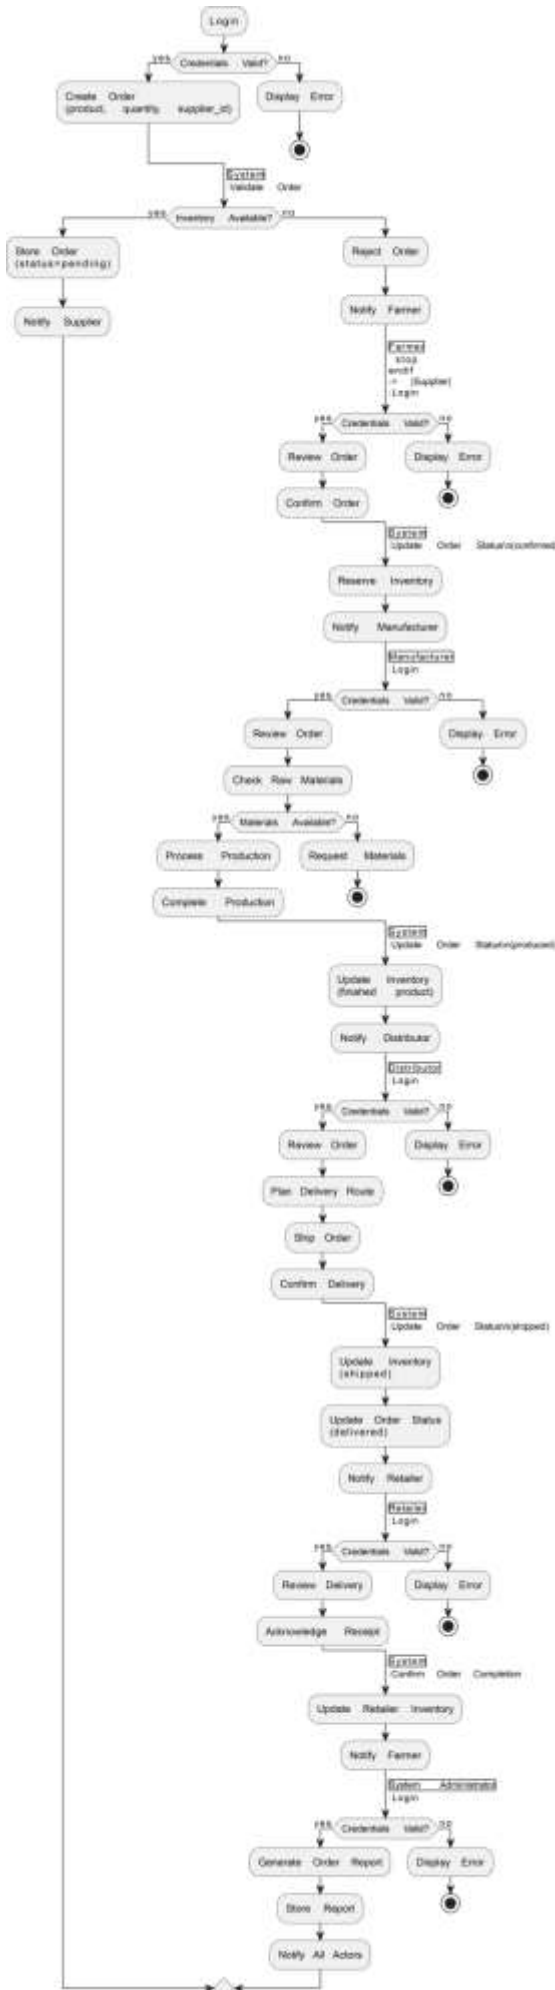 Login
yes
Credentials Valid?
no
Create Order
(product, quantity, supplier_id)
Display Error
System
Validate Order
yes
Inventory Available?
no
Store Order
(status=pending)
Reject Order
Notify Supplier
Notify Farmer
Farmer
stop
endif
-> |Supplier|
Login
yes
Credentials Valid?
no
Review Order
Display Error
Confirm Order
System
Update Order Status\n(confirmed)
Reserve Inventory
Notify Manufacturer
Manufacturer
Login
yes
Credentials Valid?
no
Review Order
Display Error
Check Raw Materials
yes
Materials Available?
no
Process Production
Request Materials
Complete Production
System
Update Order Status\n(produced)
Update Inventory
(finished product)
Notify Distributor
Distributor
Login
yes
Credentials Valid?
no
Review Order
Display Error
Plan Delivery Route
Ship Order
Confirm Delivery
System
Update Order Status\n(shipped)
Update Inventory
(shipped)
Update Order Status
(delivered)
Notify Retailer
Retailer
Login
yes
Credentials Valid?
no
Review Delivery
Display Error
Acknowledge Receipt
System
Confirm Order Completion
Update Retailer Inventory
Notify Farmer
System Administrator
Login
yes
Credentials Valid?
no
Generate Order Report
Display Error
Store Report
Notify All Actors